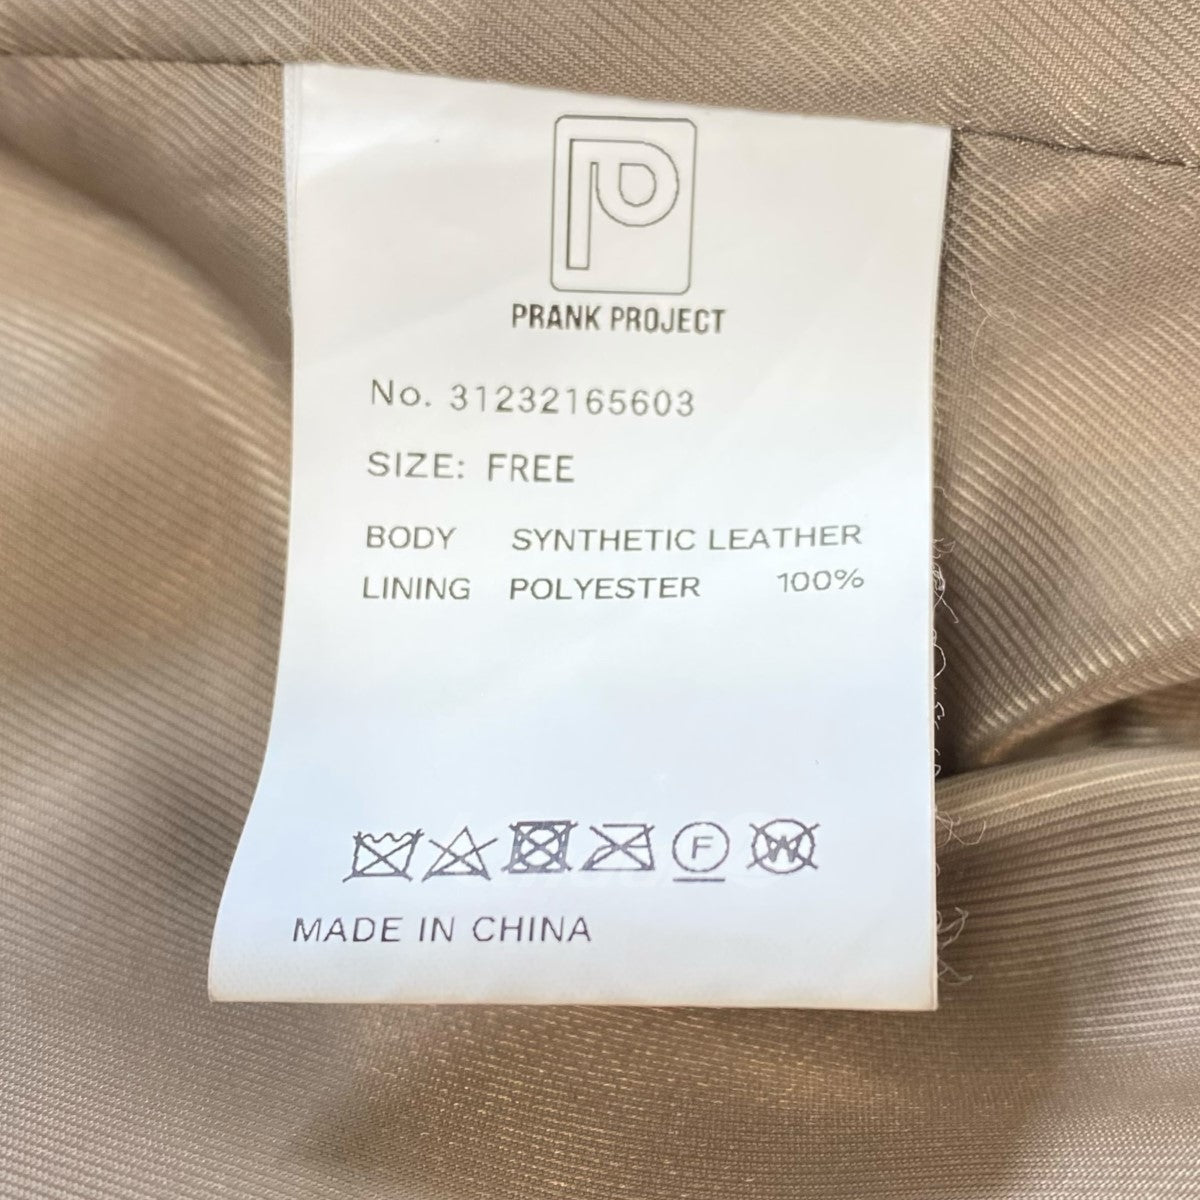 PRANK PROJECT
No. 31232165603
SIZE: FREE
BODY SYNTHETIC LEATHER
LINING POLYESTER 100%
F W
MADE IN CHINA